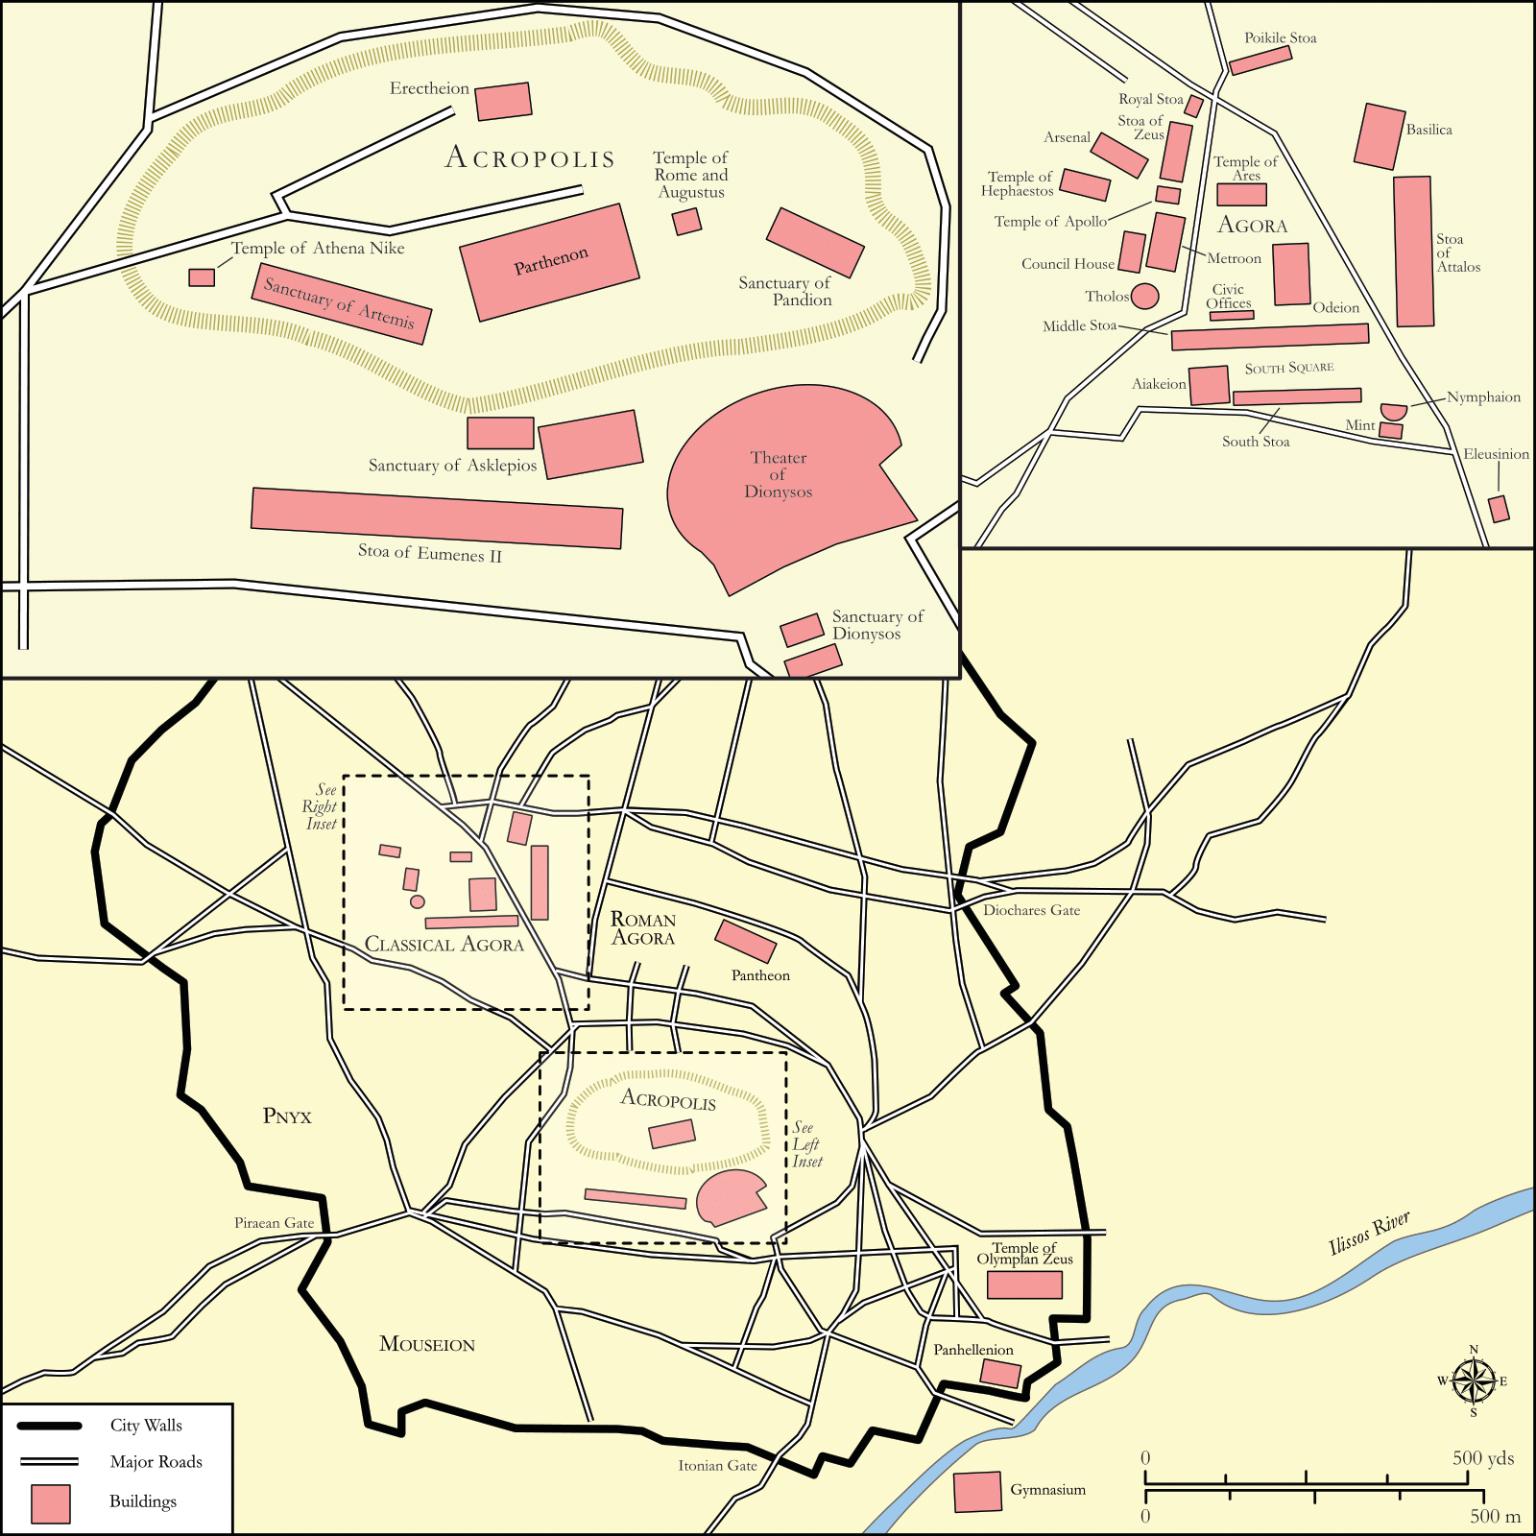 Erectheion
ACROPOLIS
Temple of
Rome and
Augustus
Temple of Athena Nike
Sanctuary of Artemis
Parthenon
Sanctuary of
Pandion
Sanctuary of Asklepios
Theater
of
Dionysos
Stoa of Eumenes II
Sanctuary of
Dionysos
Poikile Stoa
Royal Stoa
Stoa of
Zeus
Arsenal
Basilica
Temple of
Hephaestos
Temple of
Ares
Temple of Apollo
AGORA
Stoa
of
Attalos
Council House
Metroon
Tholos
Civic
Offices
Odeion
Middle Stoa
SOUTH SQUARE
Aiakeion
Nymphaion
Mint
South Stoa
Eleusinion
See
Right
Inset
CLASSICAL AGORA
ROMAN
AGORA
Pantheon
Diochares Gate
PNYX
ACROPOLIS
See
Left
Inset
Piraean Gate
Temple of
Olympian Zeus
Ilissos River
MOUSEION
Panhellenion
Itonian Gate
Gymnasium
N
W
E
S
City Walls
Major Roads
Buildings
0
500 yds
0
500 m